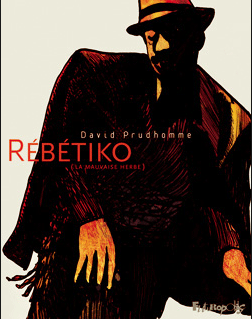 David Prudhomme
RÉBÉTIKO
(LA MAUVAISE HERBE)
Futuropolis